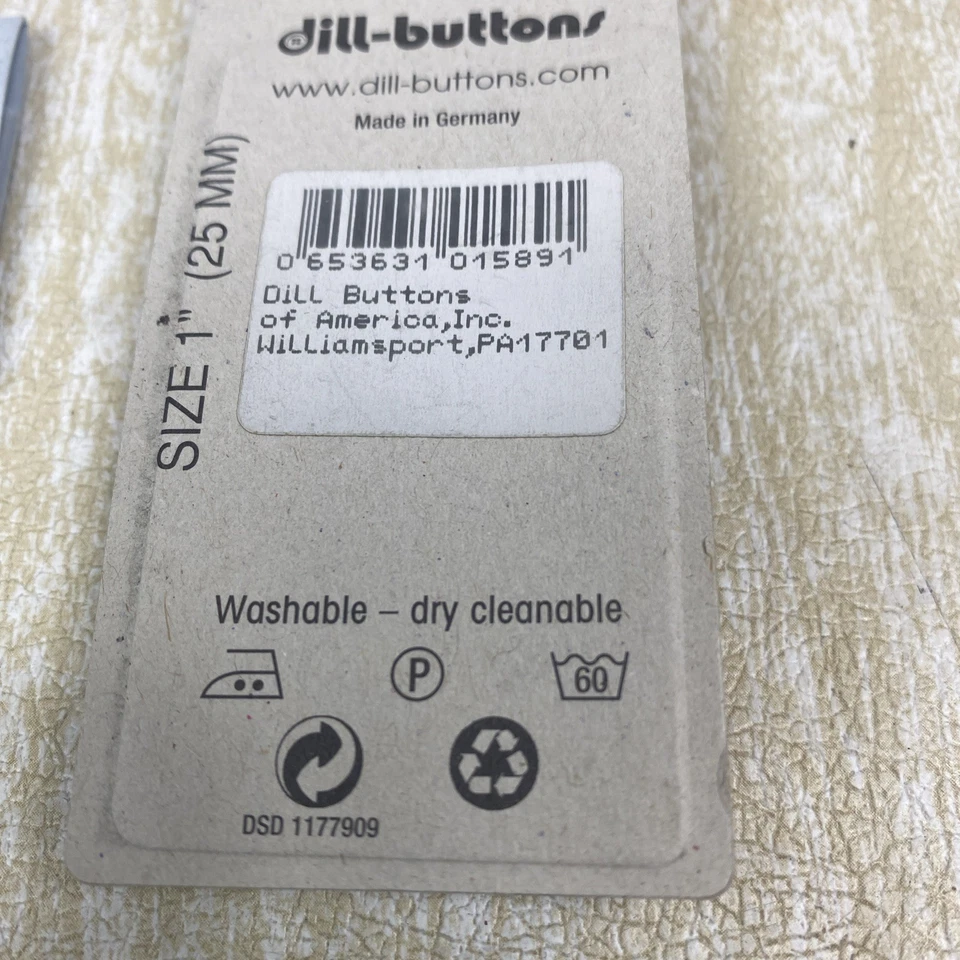 dill-buttons
www.dill-buttons.com
Made in Germany
SIZE 1" (25 MM)
0 653631 015891
Dill Buttons
of America,Inc.
Williamsport,PA17701
Washable – dry cleanable
P
60
DSD 1177909